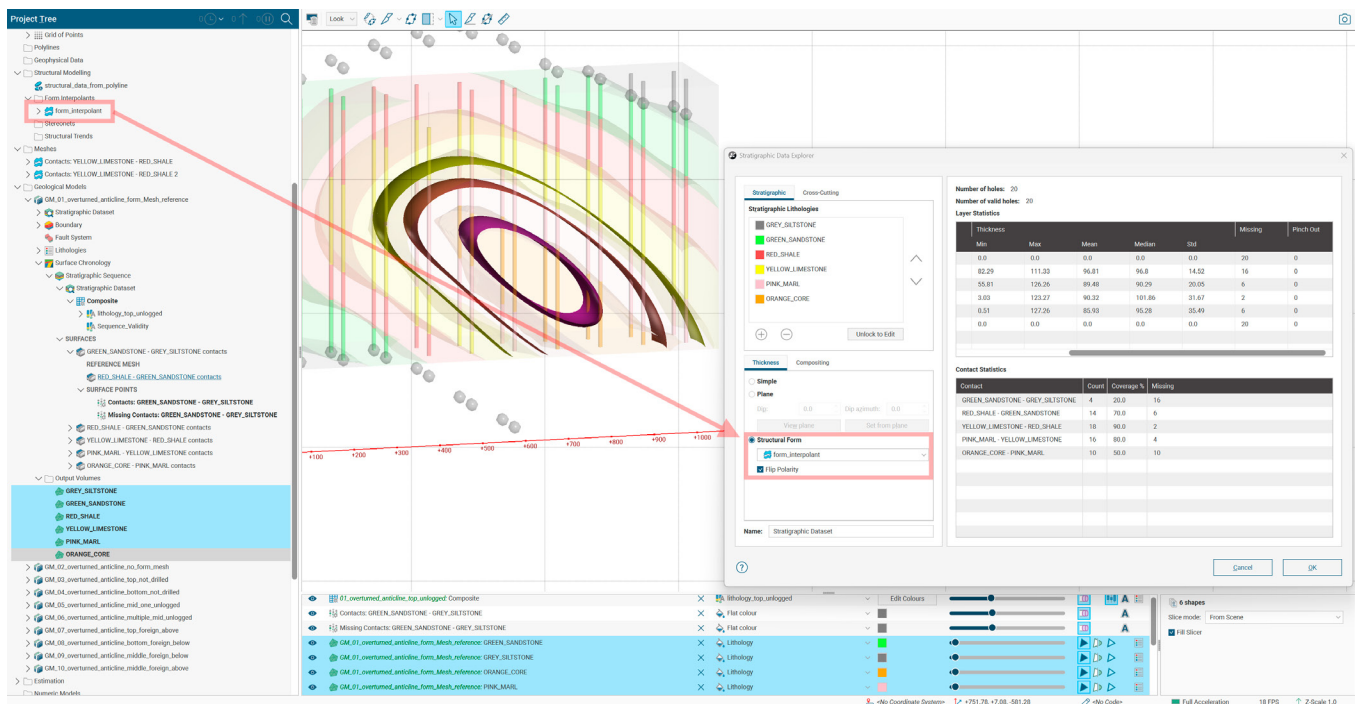 Project Tree
Look
Grid of Points
Polylines
Geophysical Data
Structural Modelling
structural_data_from_polyline
Form Interpolants
form_interpolant
Stereonets
Structural Trends
Meshes
Contacts: YELLOW_LIMESTONE - RED_SHALE
Contacts: YELLOW_LIMESTONE - RED_SHALE 2
Geological Models
GM_01_overturned_anticline_form_Mesh_reference
Stratigraphic Dataset
Boundary
Fault System
Lithologies
Surface Chronology
Stratigraphic Sequence
Stratigraphic Dataset
Composite
lithology_top_unlogged
Sequence_Validity
SURFACES
GREEN_SANDSTONE - GREY_SILTSTONE contacts
REFERENCE MESH
RED_SHALE - GREEN_SANDSTONE contacts
SURFACE POINTS
Contacts: GREEN_SANDSTONE - GREY_SILTSTONE
Missing Contacts: GREEN_SANDSTONE - GREY_SILTSTONE
RED_SHALE - GREEN_SANDSTONE contacts
YELLOW_LIMESTONE - RED_SHALE contacts
PINK_MARL - YELLOW_LIMESTONE contacts
ORANGE_CORE - PINK_MARL contacts
Output Volumes
GREY_SILTSTONE
GREEN_SANDSTONE
RED_SHALE
YELLOW_LIMESTONE
PINK_MARL
ORANGE_CORE
GM_02_overturned_anticline_no_form_mesh
GM_03_overturned_anticline_top_not_drilled
GM_04_overturned_anticline_bottom_not_drilled
GM_05_overturned_anticline_mid_one_unlogged
GM_06_overturned_anticline_multiple_mid_unlogged
GM_07_overturned_anticline_top_foreign_above
GM_08_overturned_anticline_bottom_foreign_below
GM_09_overturned_anticline_middle_foreign_below
GM_10_overturned_anticline_middle_foreign_above
Estimation
Numeric Models
+100 +200 +300 +400 +500 +600 +700 +800 +900 +1000
Stratigraphic Data Explorer
Stratigraphic Cross-Cutting
Stratigraphic Lithologies
GREY_SILTSTONE
GREEN_SANDSTONE
RED_SHALE
YELLOW_LIMESTONE
PINK_MARL
ORANGE_CORE
Unlock to Edit
Thickness Compositing
Simple
Plane
Dip: 0.0 Dip azimuth: 0.0
View plane Set from plane
Structural Form
form_interpolant
Flip Polarity
Name: Stratigraphic Dataset
Number of holes: 20
Number of valid holes: 20
Layer Statistics
Thickness Missing Pinch Out
Min Max Mean Median Std
0.0 0.0 0.0 0.0 0.0 20 0
82.29 111.33 96.81 96.8 14.52 16 0
55.81 126.26 89.48 90.29 20.05 6 0
3.03 123.27 90.32 101.86 31.67 2 0
8.51 127.26 85.93 95.28 35.49 6 0
0.0 0.0 0.0 0.0 0.0 20 0
Contact Statistics
Contact Count Coverage % Missing
GREEN_SANDSTONE - GREY_SILTSTONE 4 20.0 16
RED_SHALE - GREEN_SANDSTONE 14 70.0 6
YELLOW_LIMESTONE - RED_SHALE 18 90.0 2
PINK_MARL - YELLOW_LIMESTONE 16 80.0 4
ORANGE_CORE - PINK_MARL 10 50.0 10
Cancel OK
01_overturned_anticline_top_unlogged: Composite lithology_top_unlogged Edit Colours
Contacts: GREEN_SANDSTONE - GREY_SILTSTONE Flat colour
Missing Contacts: GREEN_SANDSTONE - GREY_SILTSTONE Flat colour
GM_01_overturned_anticline_form_Mesh_reference: GREEN_SANDSTONE Lithology
GM_01_overturned_anticline_form_Mesh_reference: GREY_SILTSTONE Lithology
GM_01_overturned_anticline_form_Mesh_reference: ORANGE_CORE Lithology
GM_01_overturned_anticline_form_Mesh_reference: PINK_MARL Lithology
6 shapes
Slice mode: From Scene
Fill Slicer
<No Coordinate System> +751.78, +7.08, -581.28 <No Code> Full Acceleration 18 FPS Z-Scale 1.0